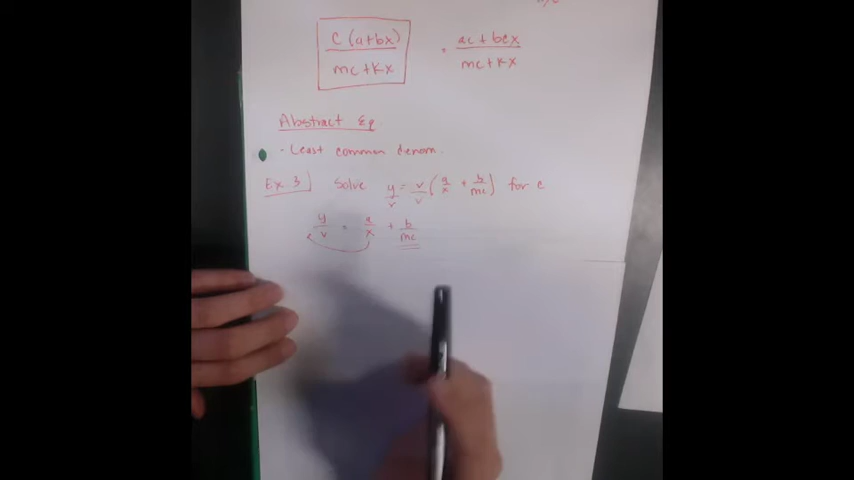 C (a+bx) / mc+kx = ac + bcx / mc+kx
Abstract Eq
- Least common denom.
Ex. 3 Solve y/v = v/v (a/x + b/mc) for c
y/v = a/x + b/mc